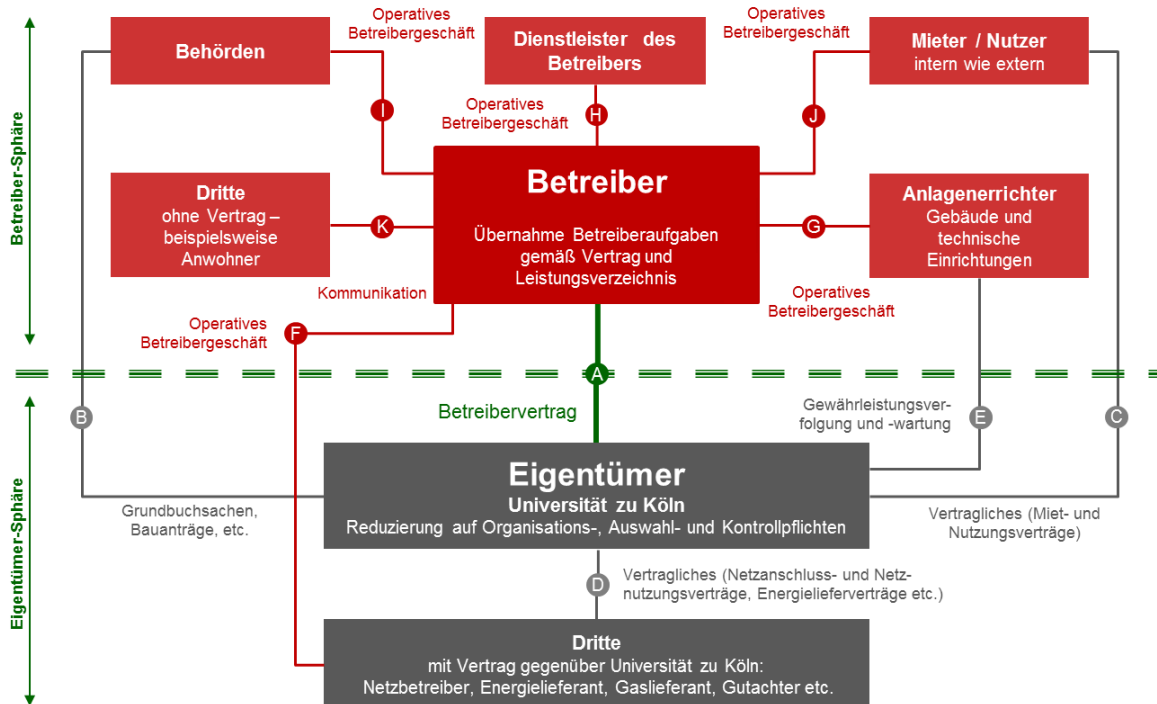 Betreiber-Sphäre
Behörden
Operatives
Betreibergeschäft
I
Dienstleister des
Betreibers
Operatives
Betreibergeschäft
H
Operatives
Betreibergeschäft
J
Mieter / Nutzer
intern wie extern
Dritte
ohne Vertrag –
beispielsweise
Anwohner
K
Kommunikation
Betreiber
Übernahme Betreiberaufgaben
gemäß Vertrag und
Leistungsverzeichnis
G
Operatives
Betreibergeschäft
Anlagenerrichter
Gebäude und
technische
Einrichtungen
Operatives
Betreibergeschäft
F
A
Eigentümer-Sphäre
B
Betreibervertrag
Gewährleistungsver-
folgung und -wartung
E
C
Grundbuchsachen,
Bauanträge, etc.
Eigentümer
Universität zu Köln
Reduzierung auf Organisations-, Auswahl- und Kontrollpflichten
Vertragliches (Miet- und
Nutzungsverträge)
D
Vertragliches (Netzanschluss- und Netz-
nutzungsverträge, Energielieferverträge etc.)
Dritte
mit Vertrag gegenüber Universität zu Köln:
Netzbetreiber, Energielieferant, Gaslieferant, Gutachter etc.